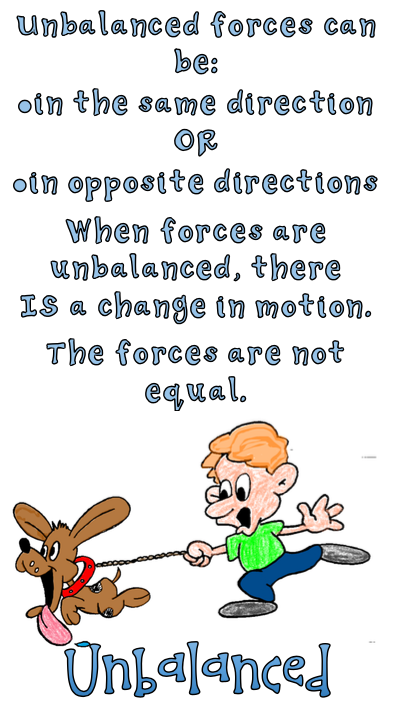 Unbalanced forces can
be:
•in the same direction
OR
•in opposite directions
When forces are
unbalanced, there
IS a change in motion.
The forces are not
equal.
Unbalanced